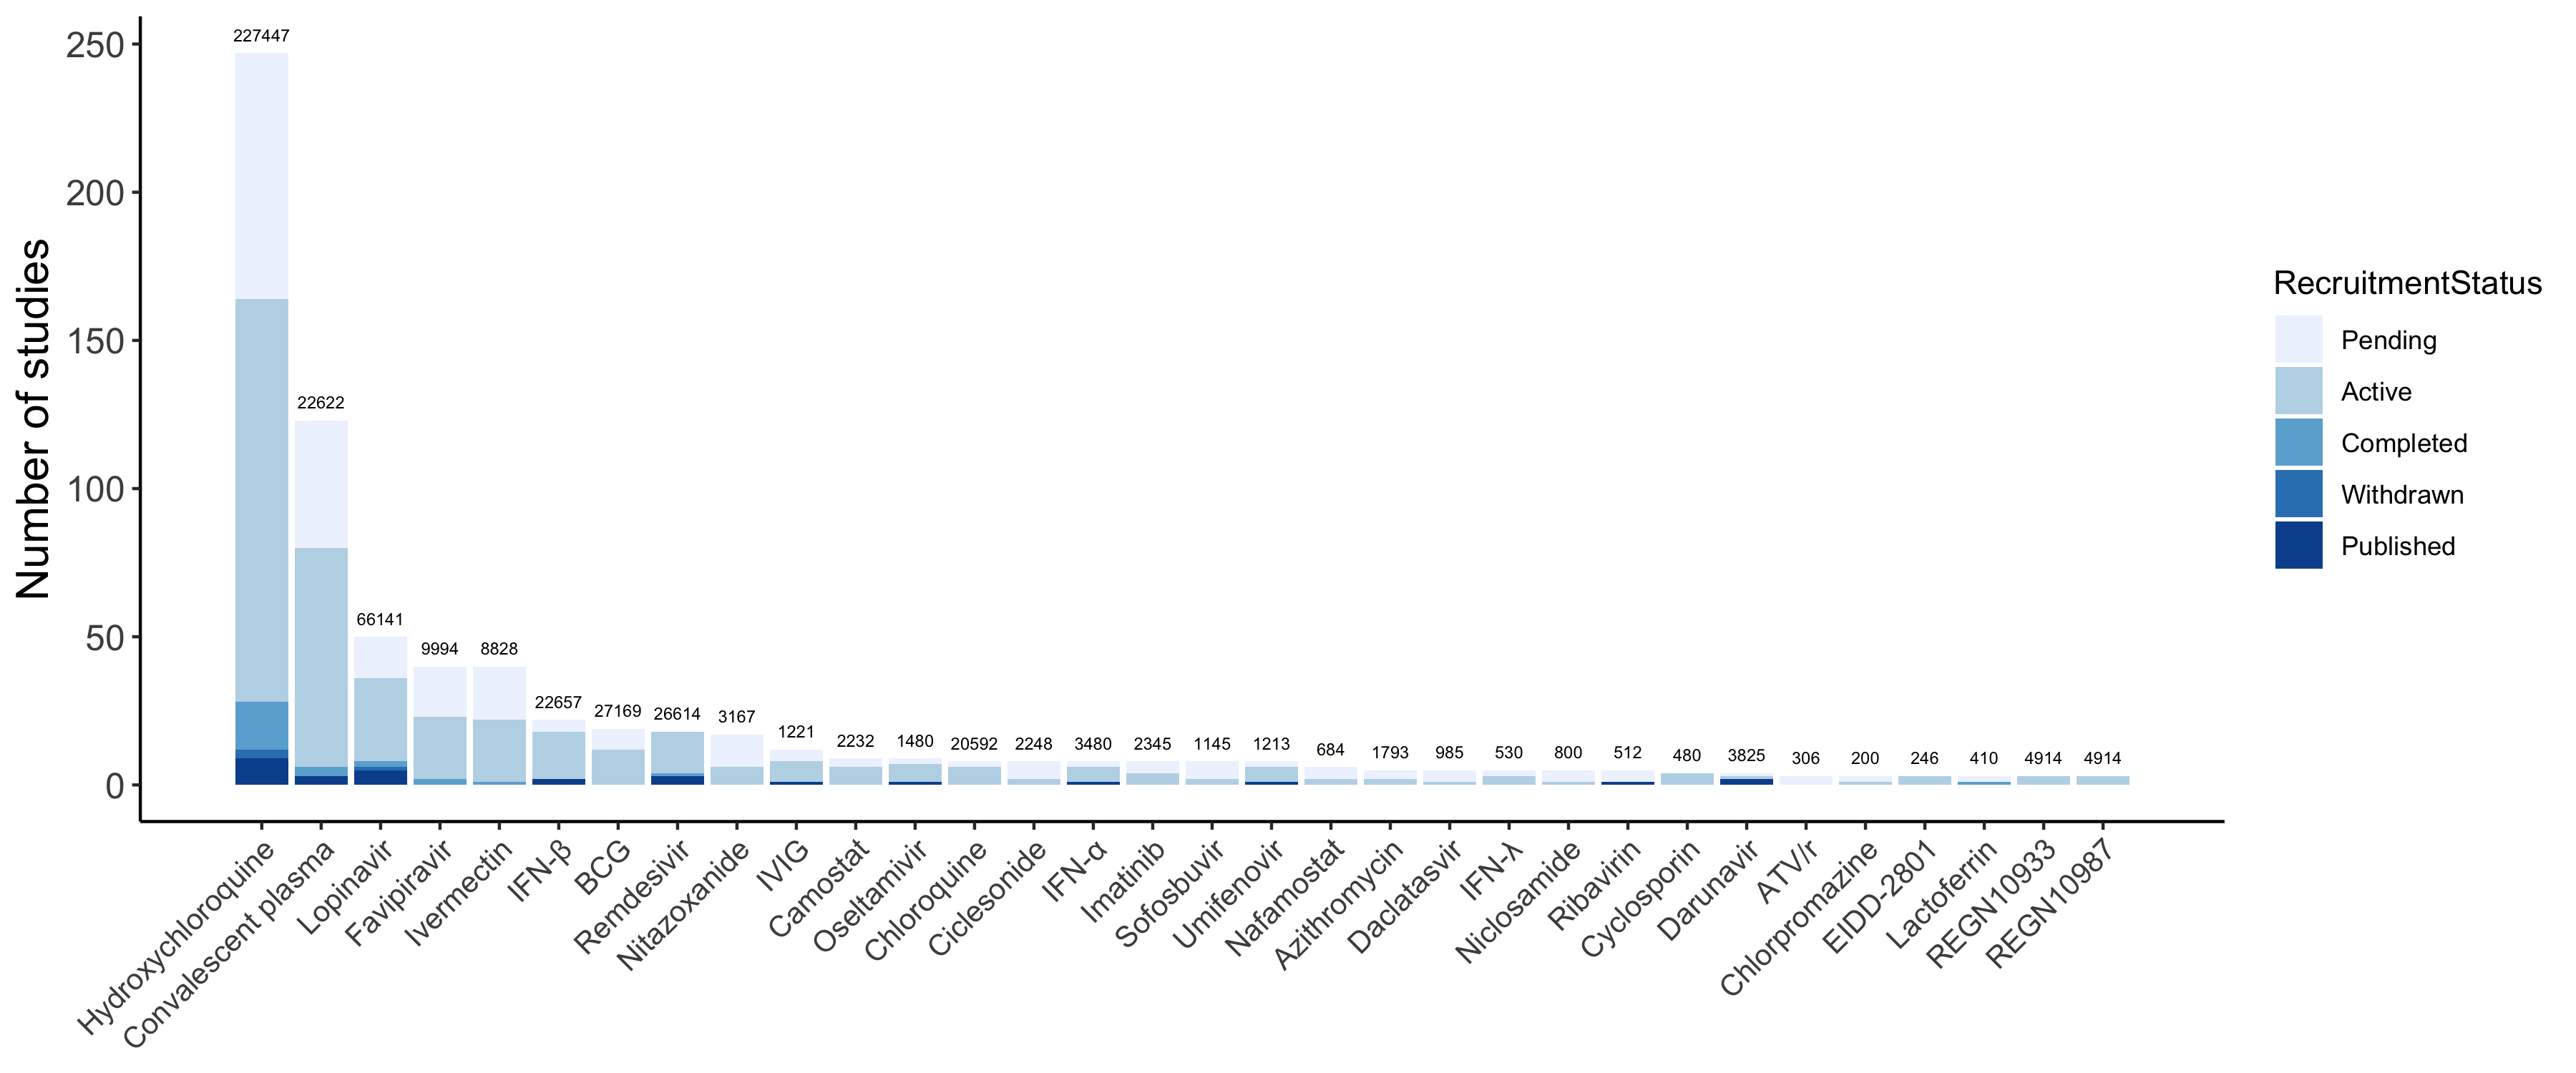 Number of studies
250
200
150
100
50
0
227447
22622
66141
9994
8828
22657
27169
26614
3167
1221
2232
1480
20592
2248
3480
2345
1145
1213
684
1793
985
530
800
512
480
3825
306
200
246
410
4914
4914
Hydroxychloroquine
Convalescent plasma
Lopinavir
Favipiravir
Ivermectin
IFN-β
BCG
Remdesivir
Nitazoxanide
IVIG
Camostat
Oseltamivir
Chloroquine
Ciclesonide
IFN-α
Imatinib
Sofosbuvir
Umifenovir
Nafamostat
Azithromycin
Daclatasvir
IFN-λ
Niclosamide
Ribavirin
Cyclosporin
Darunavir
ATV/r
Chlorpromazine
EIDD-2801
Lactoferrin
REGN10933
REGN10987
RecruitmentStatus
Pending
Active
Completed
Withdrawn
Published